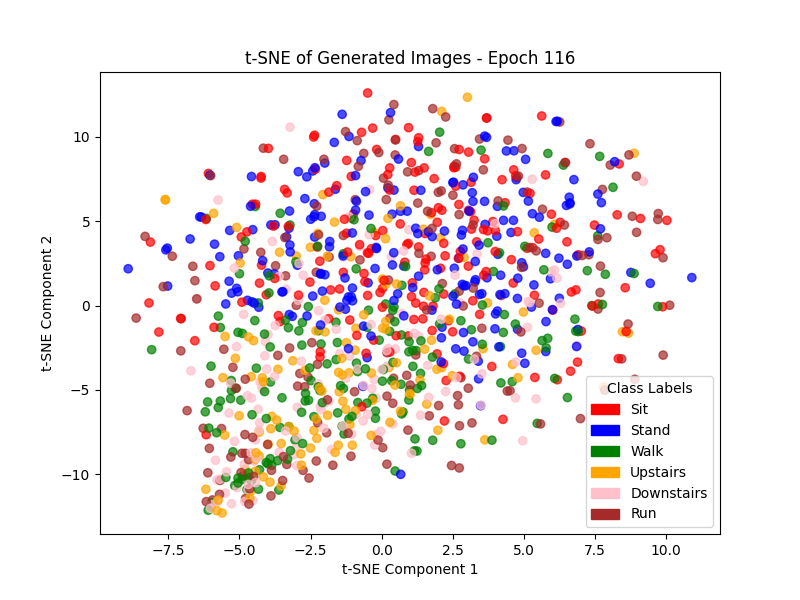 t-SNE of Generated Images - Epoch 116
t-SNE Component 2
10
5
0
−5
−10
Class Labels
Sit
Stand
Walk
Upstairs
Downstairs
Run
−7.5
−5.0
−2.5
0.0
2.5
5.0
7.5
10.0
t-SNE Component 1